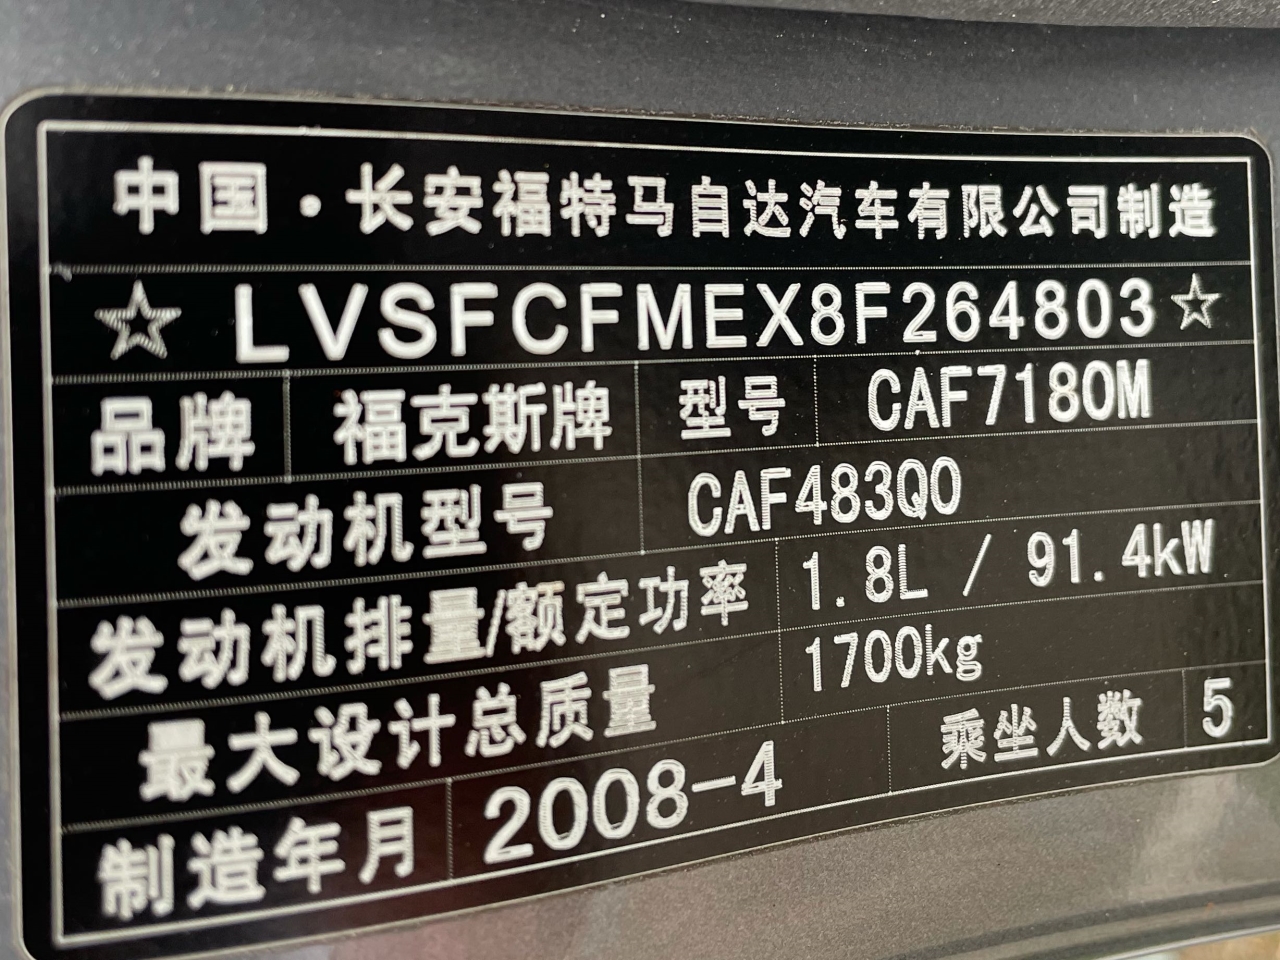 中国·长安福特马自达汽车有限公司制造
☆LVSFCFMEX8F264803☆
品牌 福克斯牌 型号 CAF7180M
发动机型号 CAF483Q0
发动机排量/额定功率 1.8L / 91.4kW
最大设计总质量 1700kg
制造年月 2008-4 乘坐人数 5